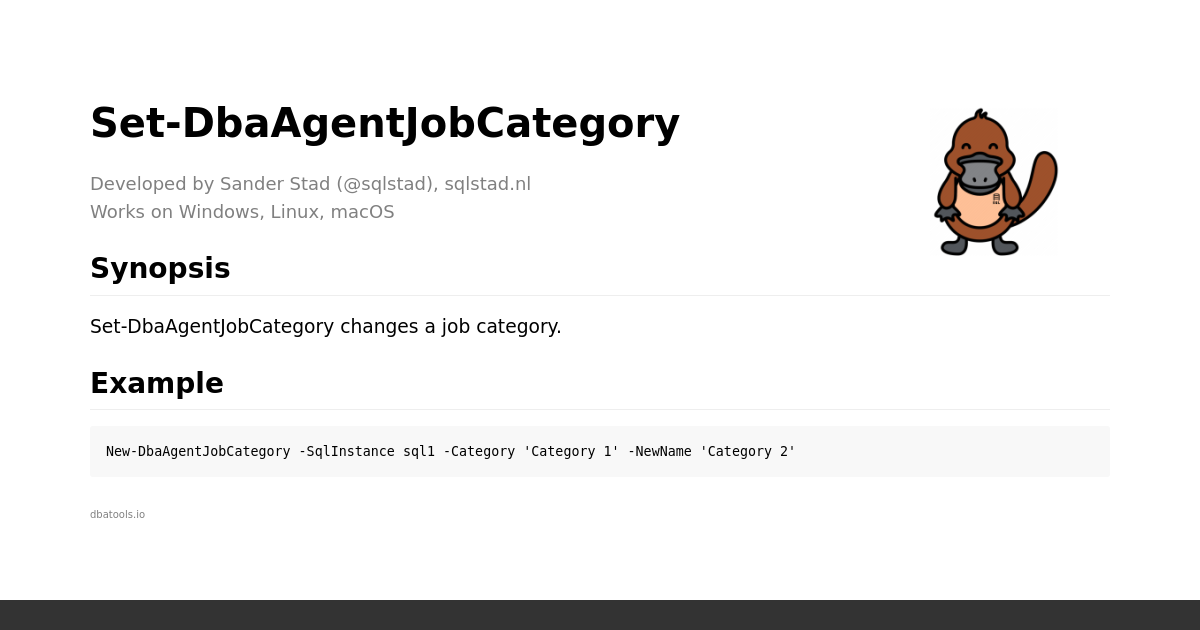 Set-DbaAgentJobCategory
Developed by Sander Stad (@sqlstad), sqlstad.nl
Works on Windows, Linux, macOS
Synopsis
Set-DbaAgentJobCategory changes a job category.
Example
New-DbaAgentJobCategory -SqlInstance sql1 -Category 'Category 1' -NewName 'Category 2'
dbatools.io